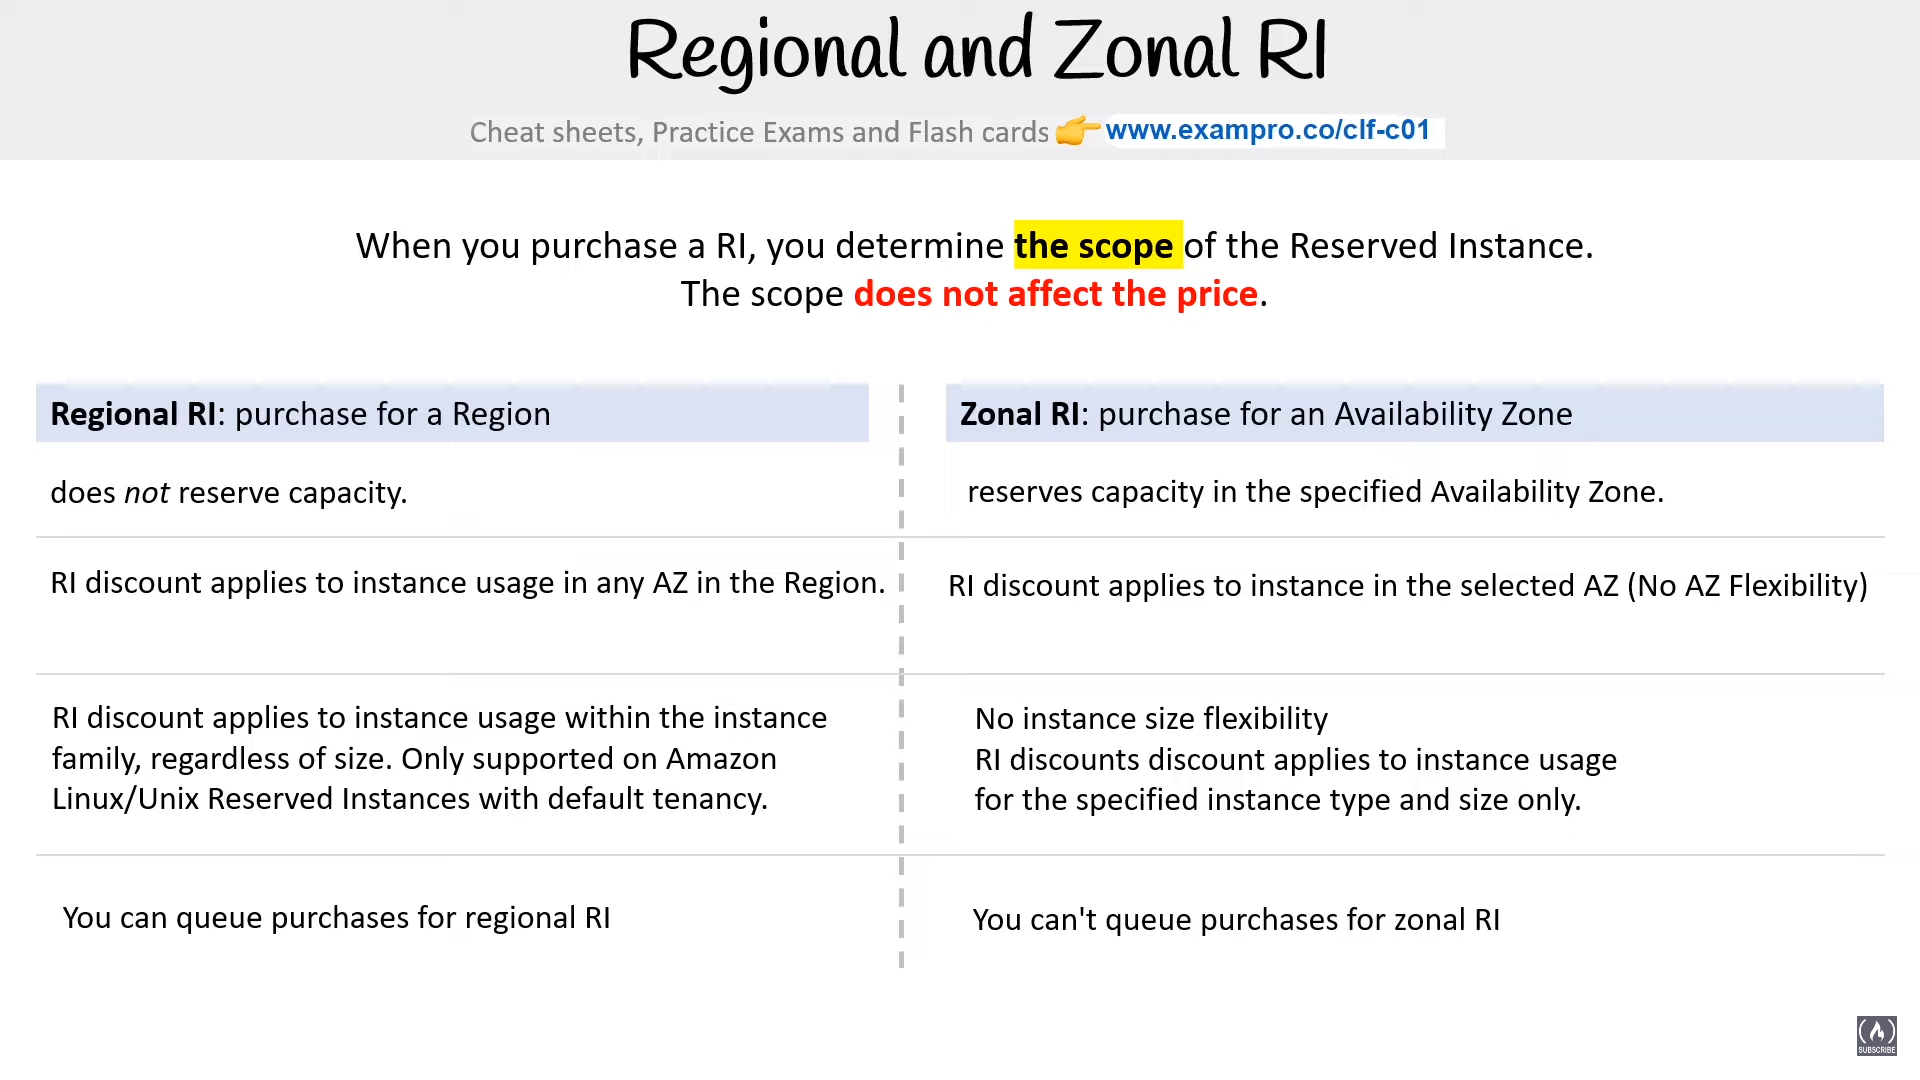 Regional and Zonal RI
Cheat sheets, Practice Exams and Flash cards 👉 www.exampro.co/clf-c01
When you purchase a RI, you determine the scope of the Reserved Instance.
The scope does not affect the price.
Regional RI: purchase for a Region
does not reserve capacity.
RI discount applies to instance usage in any AZ in the Region.
RI discount applies to instance usage within the instance
family, regardless of size. Only supported on Amazon
Linux/Unix Reserved Instances with default tenancy.
You can queue purchases for regional RI
Zonal RI: purchase for an Availability Zone
reserves capacity in the specified Availability Zone.
RI discount applies to instance in the selected AZ (No AZ Flexibility)
No instance size flexibility
RI discounts discount applies to instance usage
for the specified instance type and size only.
You can't queue purchases for zonal RI
SUBSCRIBE